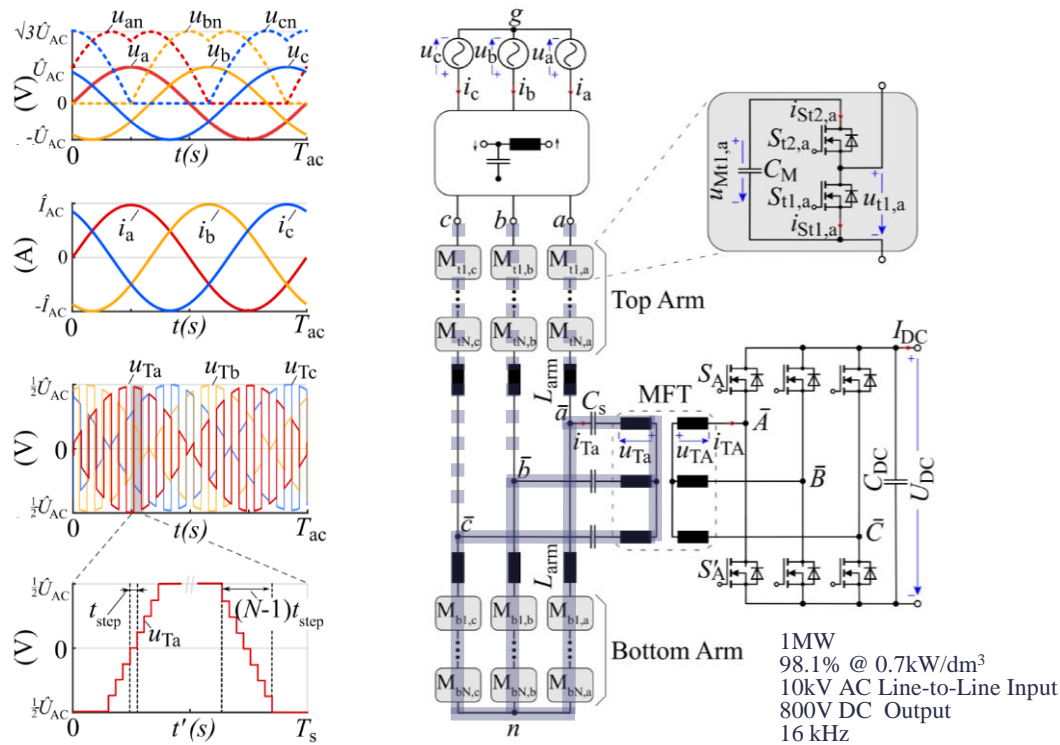 √3Û_AC
u_an
u_bn
u_cn
u_a
u_b
u_c
Û_AC
(V)
0
-Û_AC
0
t(s)
T_ac
Î_AC
i_a
i_b
i_c
(A)
0
-Î_AC
0
t(s)
T_ac
u_Ta
u_Tb
u_Tc
½Û_AC
(V)
0
½Û_AC
0
t(s)
T_ac
½Û_AC
t_step
(N-1)t_step
u_Ta
(V)
0
½Û_AC
0
t'(s)
T_s
g
u_c
u_b
u_a
+
+
+
i_c
i_b
i_a
c
b
a
M_t1,c
M_t1,b
M_t1,a
M_tN,c
M_tN,b
M_tN,a
Top Arm
i_St2,a
S_t2,a
u_Mt1,a
C_M
S_t1,a
u_t1,a
i_St1,a
L_arm
C_s
MFT
ā
i_Ta
u_Ta
u_TA
i_TA
Ā
b̄
B̄
c̄
C̄
S_A
S'_A
I_DC
C_DC
U_DC
L_arm
M_b1,c
M_b1,b
M_b1,a
M_bN,c
M_bN,b
M_bN,a
Bottom Arm
n
1MW
98.1% @ 0.7kW/dm³
10kV AC Line-to-Line Input
800V DC Output
16 kHz